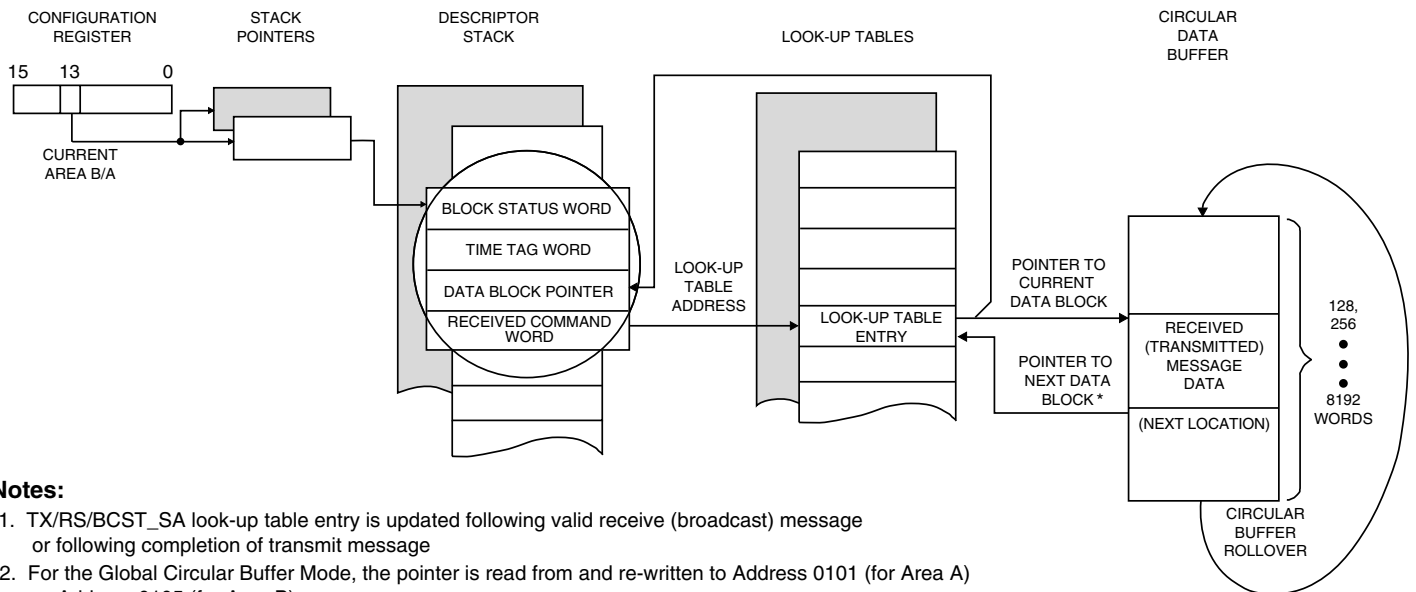 CONFIGURATION
REGISTER
STACK
POINTERS
DESCRIPTOR
STACK
LOOK-UP TABLES
CIRCULAR
DATA
BUFFER
15 13 0
CURRENT
AREA B/A
BLOCK STATUS WORD
TIME TAG WORD
DATA BLOCK POINTER
RECEIVED COMMAND
WORD
LOOK-UP
TABLE
ADDRESS
LOOK-UP TABLE
ENTRY
POINTER TO
CURRENT
DATA BLOCK
POINTER TO
NEXT DATA
BLOCK *
RECEIVED
(TRANSMITTED)
MESSAGE
DATA
(NEXT LOCATION)
128,
256
8192
WORDS
CIRCULAR
BUFFER
ROLLOVER
Notes:
1. TX/RS/BCST_SA look-up table entry is updated following valid receive (broadcast) message
or following completion of transmit message
2. For the Global Circular Buffer Mode, the pointer is read from and re-written to Address 0101 (for Area A)